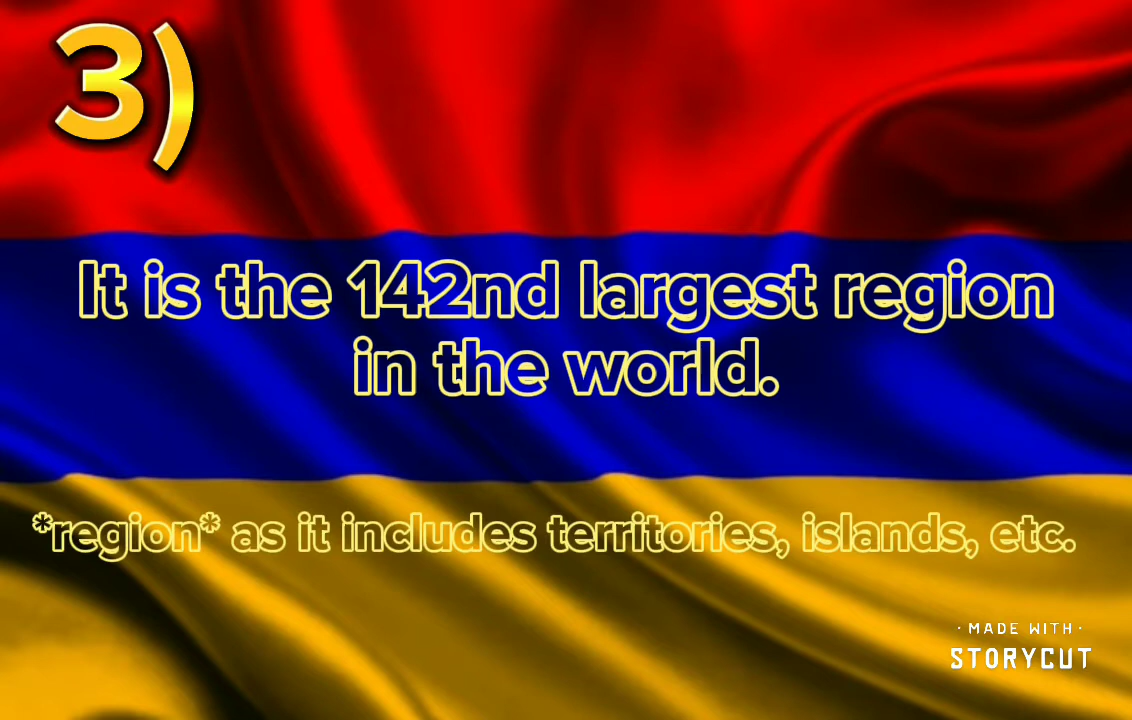 3)
It is the 142nd largest region
in the world.
*region* as it includes territories, islands, etc.
· MADE WITH ·
STORYCUT